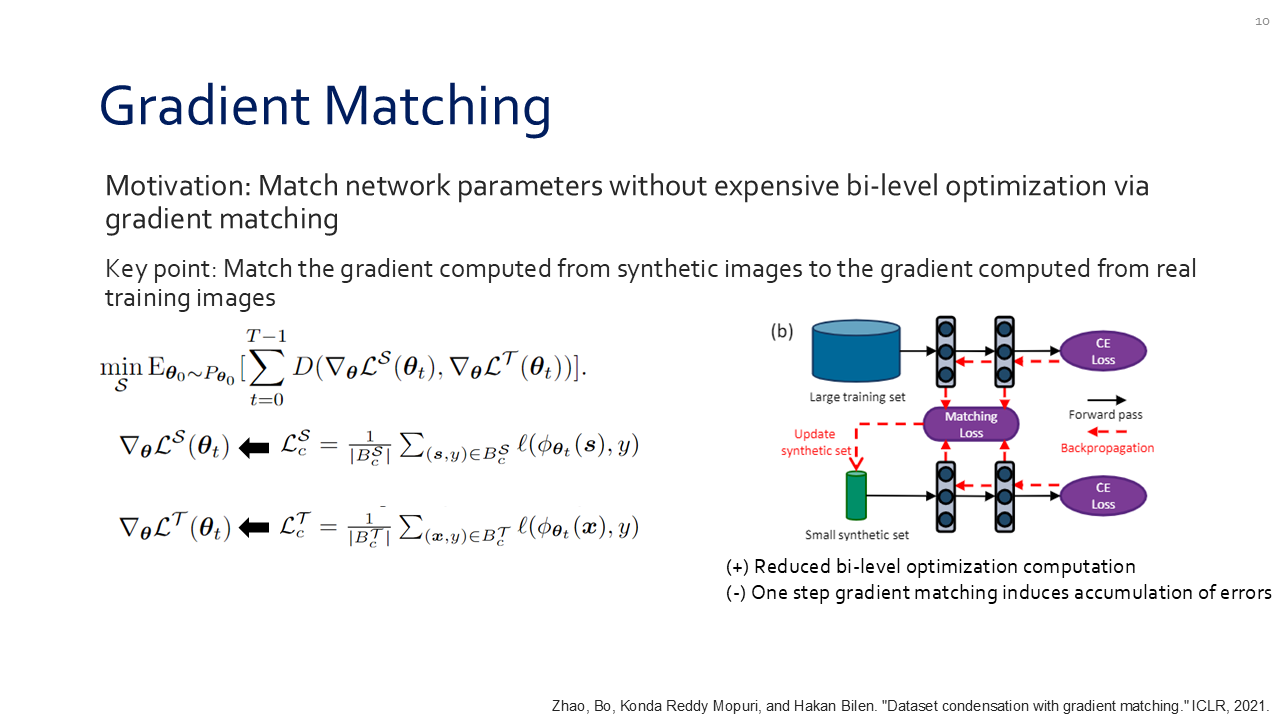 10
Gradient Matching
Motivation: Match network parameters without expensive bi-level optimization via
gradient matching
Key point: Match the gradient computed from synthetic images to the gradient computed from real
training images
$\min_{\mathcal{S}} \mathrm{E}_{\boldsymbol{\theta}_0 \sim P_{\boldsymbol{\theta}_0}} [\sum_{t=0}^{T-1} D(\nabla_{\boldsymbol{\theta}} \mathcal{L}^{\mathcal{S}}(\boldsymbol{\theta}_t), \nabla_{\boldsymbol{\theta}} \mathcal{L}^{\mathcal{T}}(\boldsymbol{\theta}_t))].$
$\nabla_{\boldsymbol{\theta}} \mathcal{L}^{\mathcal{S}}(\boldsymbol{\theta}_t) \Leftarrow \mathcal{L}_c^{\mathcal{S}} = \frac{1}{|B_c^{\mathcal{S}}|} \sum_{(\boldsymbol{s},y) \in B_c^{\mathcal{S}}} \ell(\phi_{\boldsymbol{\theta}_t}(\boldsymbol{s}), y)$
$\nabla_{\boldsymbol{\theta}} \mathcal{L}^{\mathcal{T}}(\boldsymbol{\theta}_t) \Leftarrow \mathcal{L}_c^{\mathcal{T}} = \frac{1}{|B_c^{\mathcal{T}}|} \sum_{(\boldsymbol{x},y) \in B_c^{\mathcal{T}}} \ell(\phi_{\boldsymbol{\theta}_t}(\boldsymbol{x}), y)$
(b)
CE
Loss
Large training set
Forward pass
Matching
Loss
Update
synthetic set
Backpropagation
CE
Loss
Small synthetic set
(+) Reduced bi-level optimization computation
(-) One step gradient matching induces accumulation of errors
Zhao, Bo, Konda Reddy Mopuri, and Hakan Bilen. "Dataset condensation with gradient matching." ICLR, 2021.